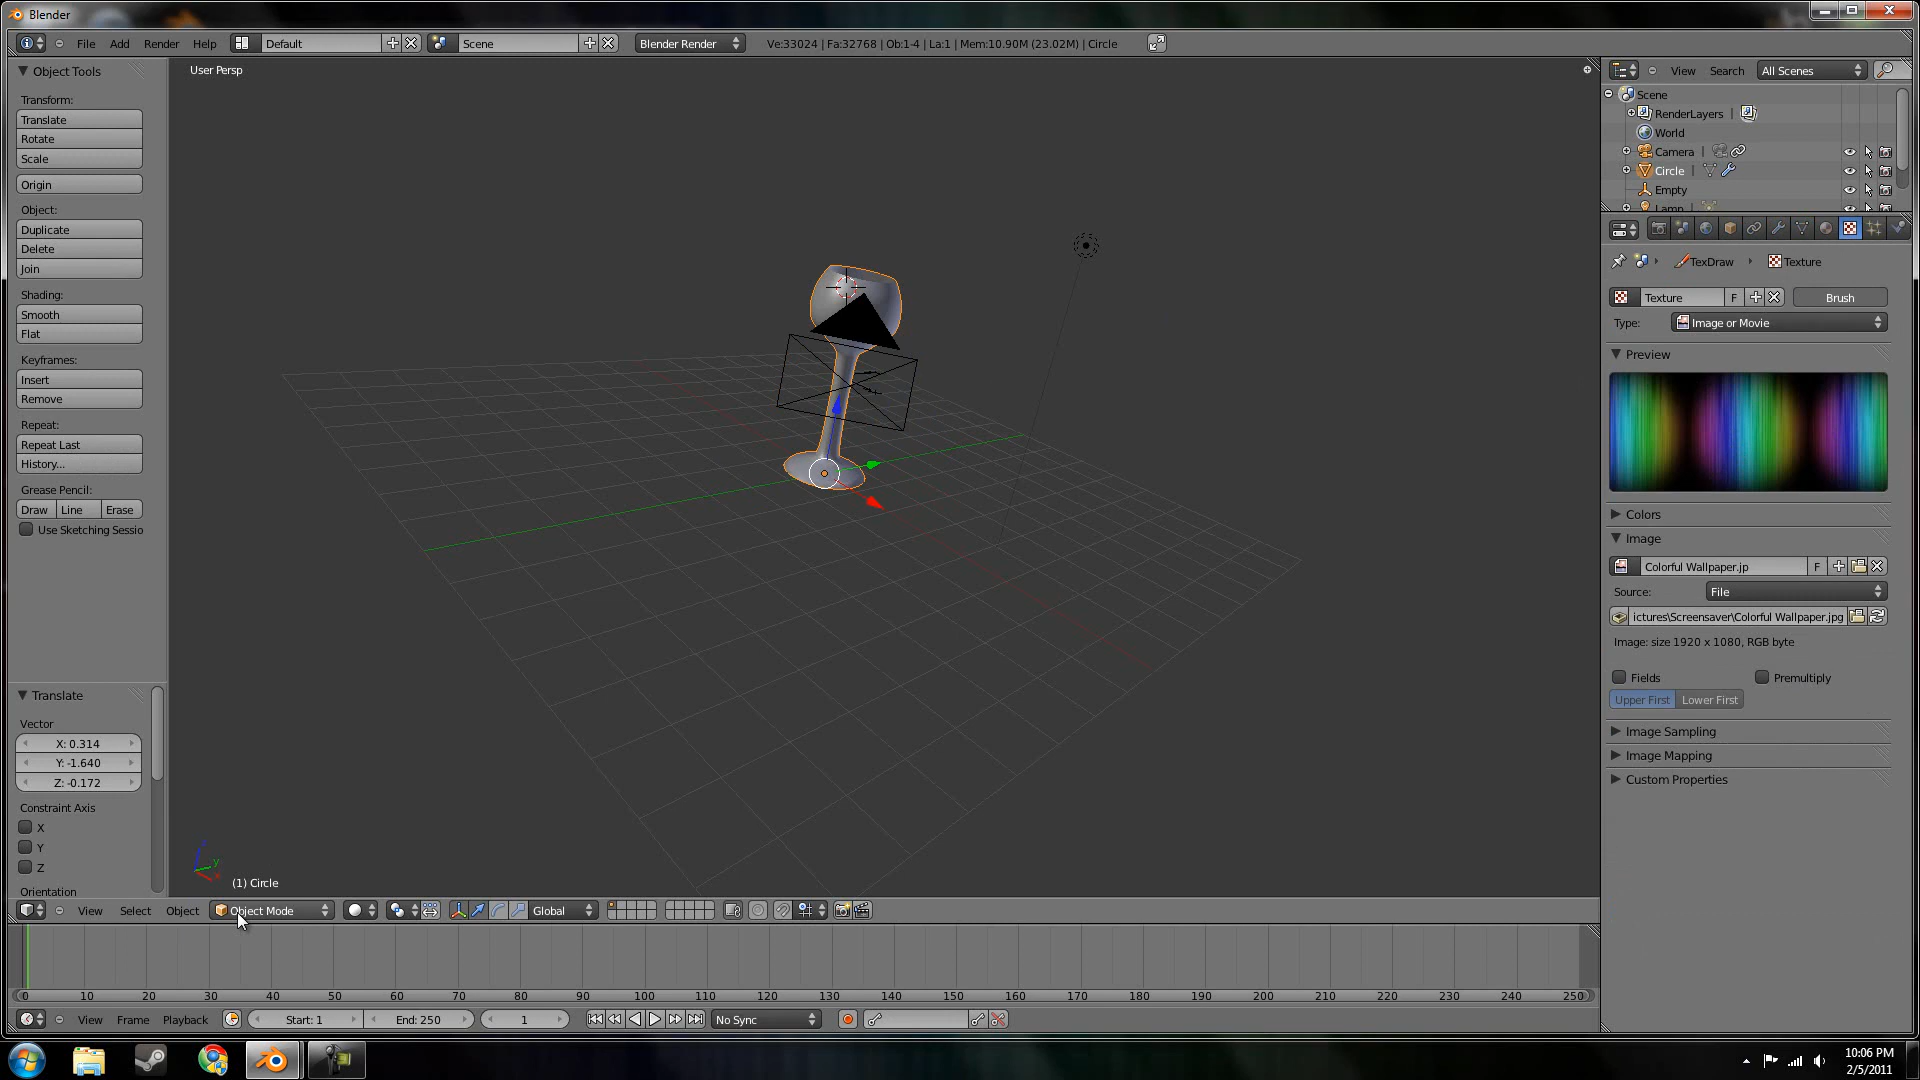 Blender
File Add Render Help Default Scene Blender Render Ve:33024 | Fa:32768 | Ob:1-4 | La:1 | Mem:10.90M (23.02M) | Circle
Object Tools
Transform:
Translate
Rotate
Scale
Origin
Object:
Duplicate
Delete
Join
Shading:
Smooth
Flat
Keyframes:
Insert
Remove
Repeat:
Repeat Last
History...
Grease Pencil:
Draw Line Erase
Use Sketching Sessio
Translate
Vector
X: 0.314
Y: -1.640
Z: -0.172
Constraint Axis
X
Y
Z
Orientation
User Persp
(1) Circle
View Select Object Object Mode Global
View Search All Scenes
Scene
RenderLayers |
World
Camera |
Circle |
Empty
Lamp |
TexDraw Texture
Texture F Brush
Type: Image or Movie
Preview
Colors
Image
Colorful Wallpaper.jp F
Source: File
ictures\Screensaver\Colorful Wallpaper.jpg
Image: size 1920 x 1080, RGB byte
Fields Premultiply
Upper First Lower First
Image Sampling
Image Mapping
Custom Properties
0 10 20 30 40 50 60 70 80 90 100 110 120 130 140 150 160 170 180 190 200 210 220 230 240 250
View Frame Playback Start: 1 End: 250 1 No Sync
10:06 PM
2/5/2011